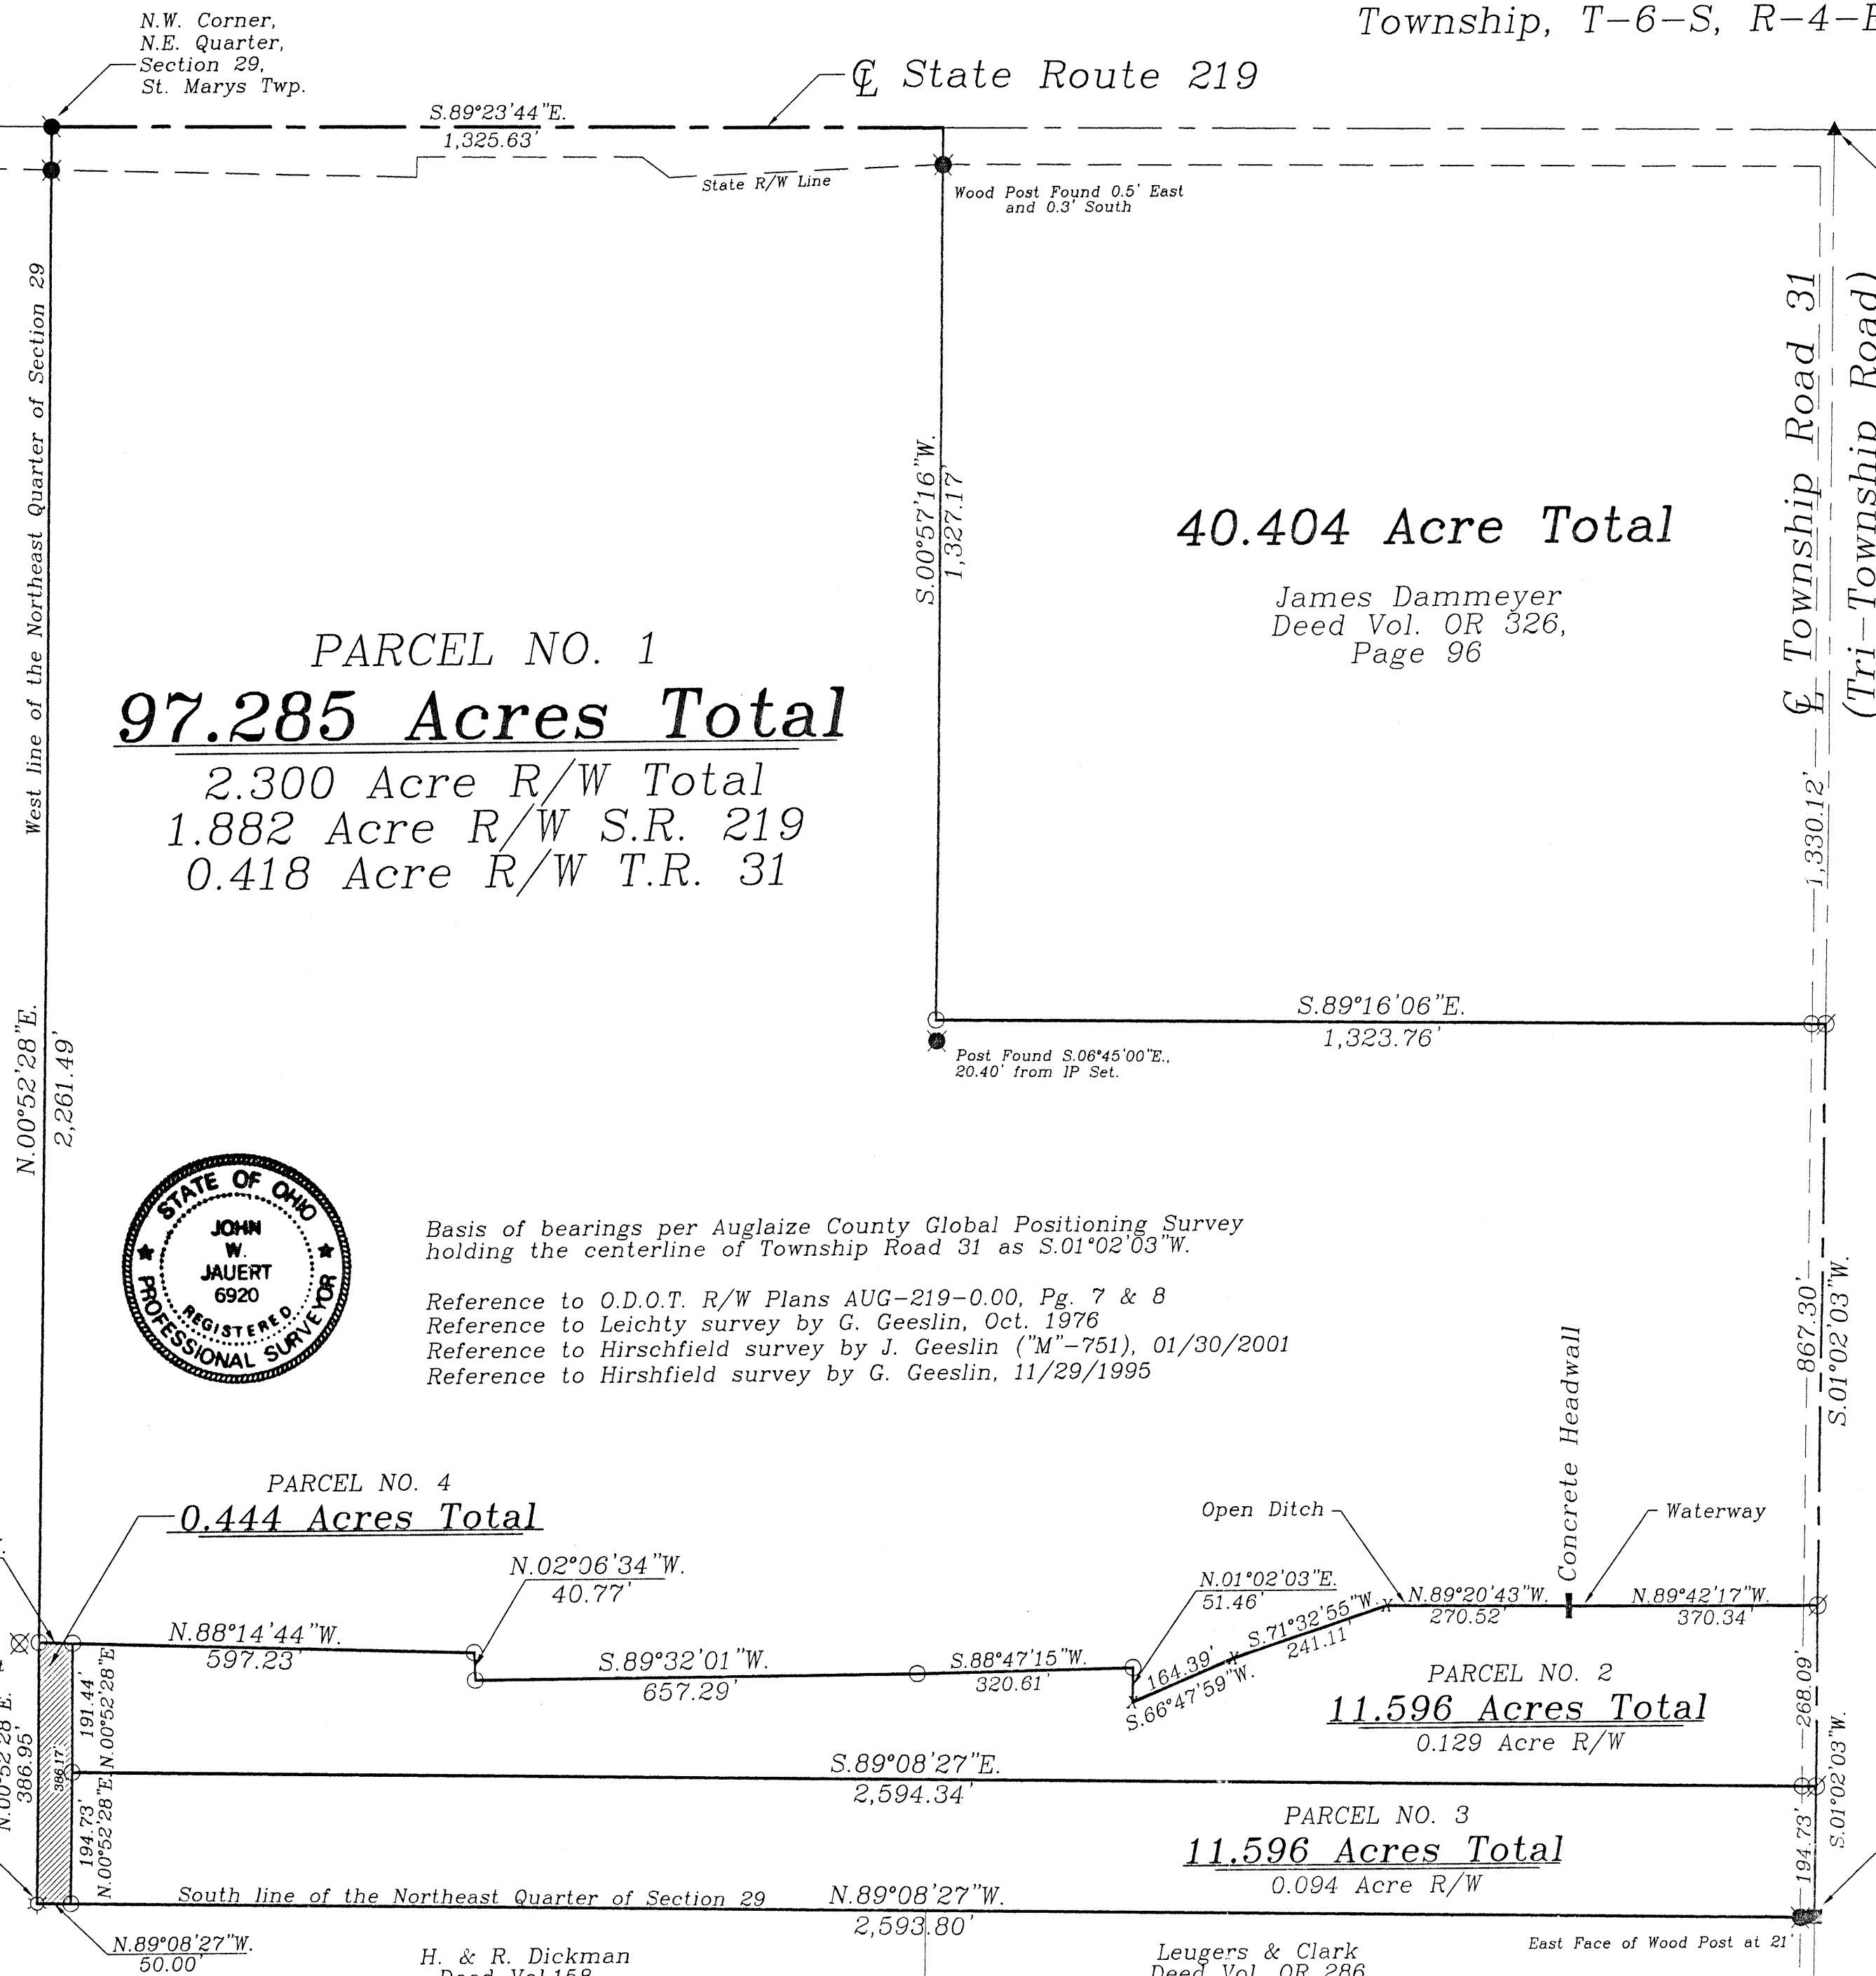 Township, T-6-S, R-4-E
N.W. Corner,
N.E. Quarter,
Section 29,
St. Marys Twp.
℄ State Route 219
S.89°23'44"E.
1,325.63'
State R/W Line
Wood Post Found 0.5' East
and 0.3' South
West line of the Northeast Quarter of Section 29
N.00°52'28"E.
2,261.49'
S.00°57'16"W.
1,327.17'
40.404 Acre Total
James Dammeyer
Deed Vol. OR 326,
Page 96
℄ Township Road 31
(Tri-Township Road)
1,330.12'
PARCEL NO. 1
97.285 Acres Total
2.300 Acre R/W Total
1.882 Acre R/W S.R. 219
0.418 Acre R/W T.R. 31
S.89°16'06"E.
1,323.76'
Post Found S.06°45'00"E.,
20.40' from IP Set.
STATE OF OHIO
JOHN
W.
JAUERT
6920
REGISTERED
PROFESSIONAL SURVEYOR
Basis of bearings per Auglaize County Global Positioning Survey
holding the centerline of Township Road 31 as S.01°02'03"W.
Reference to O.D.O.T. R/W Plans AUG-219-0.00, Pg. 7 & 8
Reference to Leichty survey by G. Geeslin, Oct. 1976
Reference to Hirschfield survey by J. Geeslin ("M"-751), 01/30/2001
Reference to Hirshfield survey by G. Geeslin, 11/29/1995
867.30'
S.01°02'03"W.
Concrete Headwall
PARCEL NO. 4
0.444 Acres Total
Open Ditch
Waterway
N.02°06'34"W.
40.77'
N.01°02'03"E.
51.46'
N.89°20'43"W.
270.52'
N.89°42'17"W.
370.34'
N.88°14'44"W.
597.23'
S.89°32'01"W.
657.29'
S.88°47'15"W.
320.61'
164.39'
S.66°47'59"W.
S.71°32'55"W.
241.11'
PARCEL NO. 2
11.596 Acres Total
0.129 Acre R/W
268.09'
S.01°02'03"W.
N.00°52'28"E.
386.95'
386.17'
191.44'
N.00°52'28"E.
194.73'
N.00°52'28"E.
S.89°08'27"E.
2,594.34'
PARCEL NO. 3
11.596 Acres Total
0.094 Acre R/W
194.73'
South line of the Northeast Quarter of Section 29
N.89°08'27"W.
2,593.80'
N.89°08'27"W.
50.00'
H. & R. Dickman
Deed Vol.158
Leugers & Clark
Deed Vol. OR 286
East Face of Wood Post at 21'